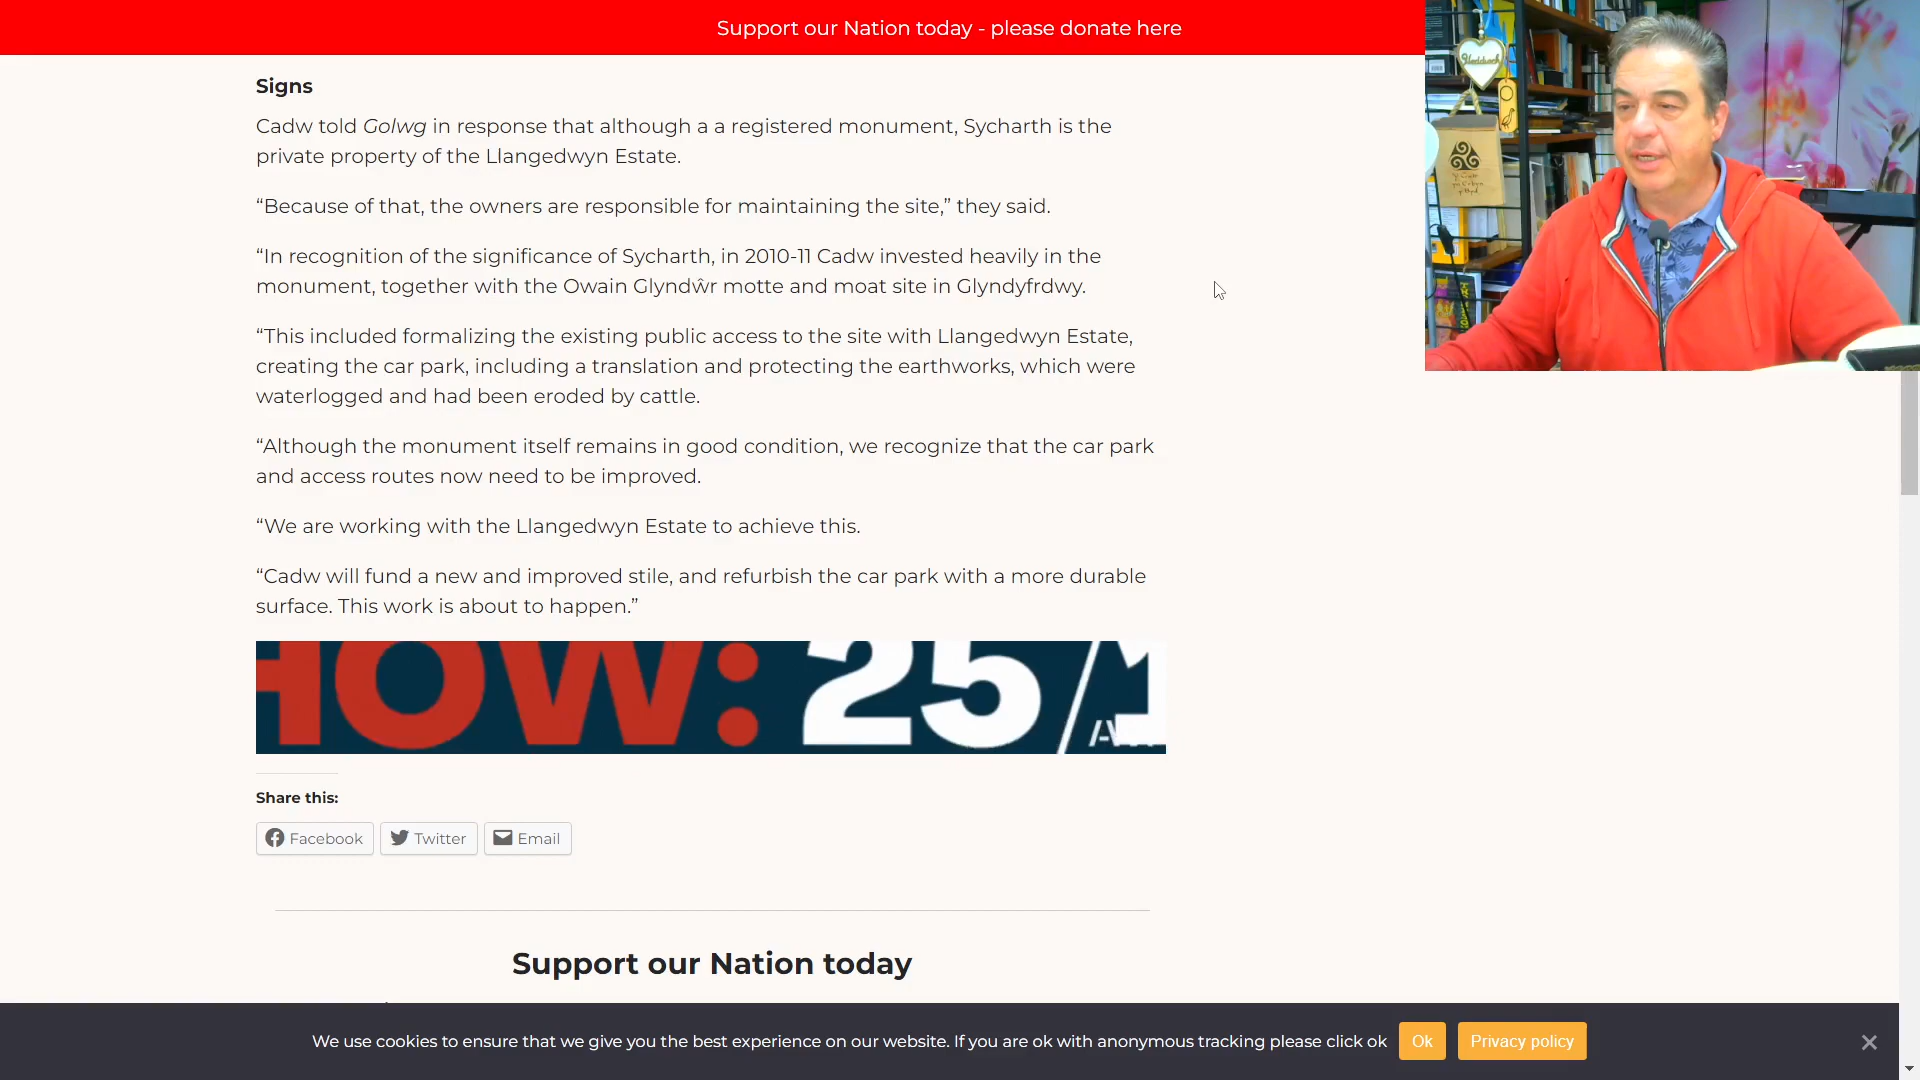 Support our Nation today - please donate here
Signs
Cadw told Golwg in response that although a a registered monument, Sycharth is the
private property of the Llangedwyn Estate.
“Because of that, the owners are responsible for maintaining the site,” they said.
“In recognition of the significance of Sycharth, in 2010-11 Cadw invested heavily in the
monument, together with the Owain Glyndŵr motte and moat site in Glyndyfrdwy.
“This included formalizing the existing public access to the site with Llangedwyn Estate,
creating the car park, including a translation and protecting the earthworks, which were
waterlogged and had been eroded by cattle.
“Although the monument itself remains in good condition, we recognize that the car park
and access routes now need to be improved.
“We are working with the Llangedwyn Estate to achieve this.
“Cadw will fund a new and improved stile, and refurbish the car park with a more durable
surface. This work is about to happen.”
HOW: 25/1
Share this:
Facebook Twitter Email
Support our Nation today
We use cookies to ensure that we give you the best experience on our website. If you are ok with anonymous tracking please click ok Ok Privacy policy